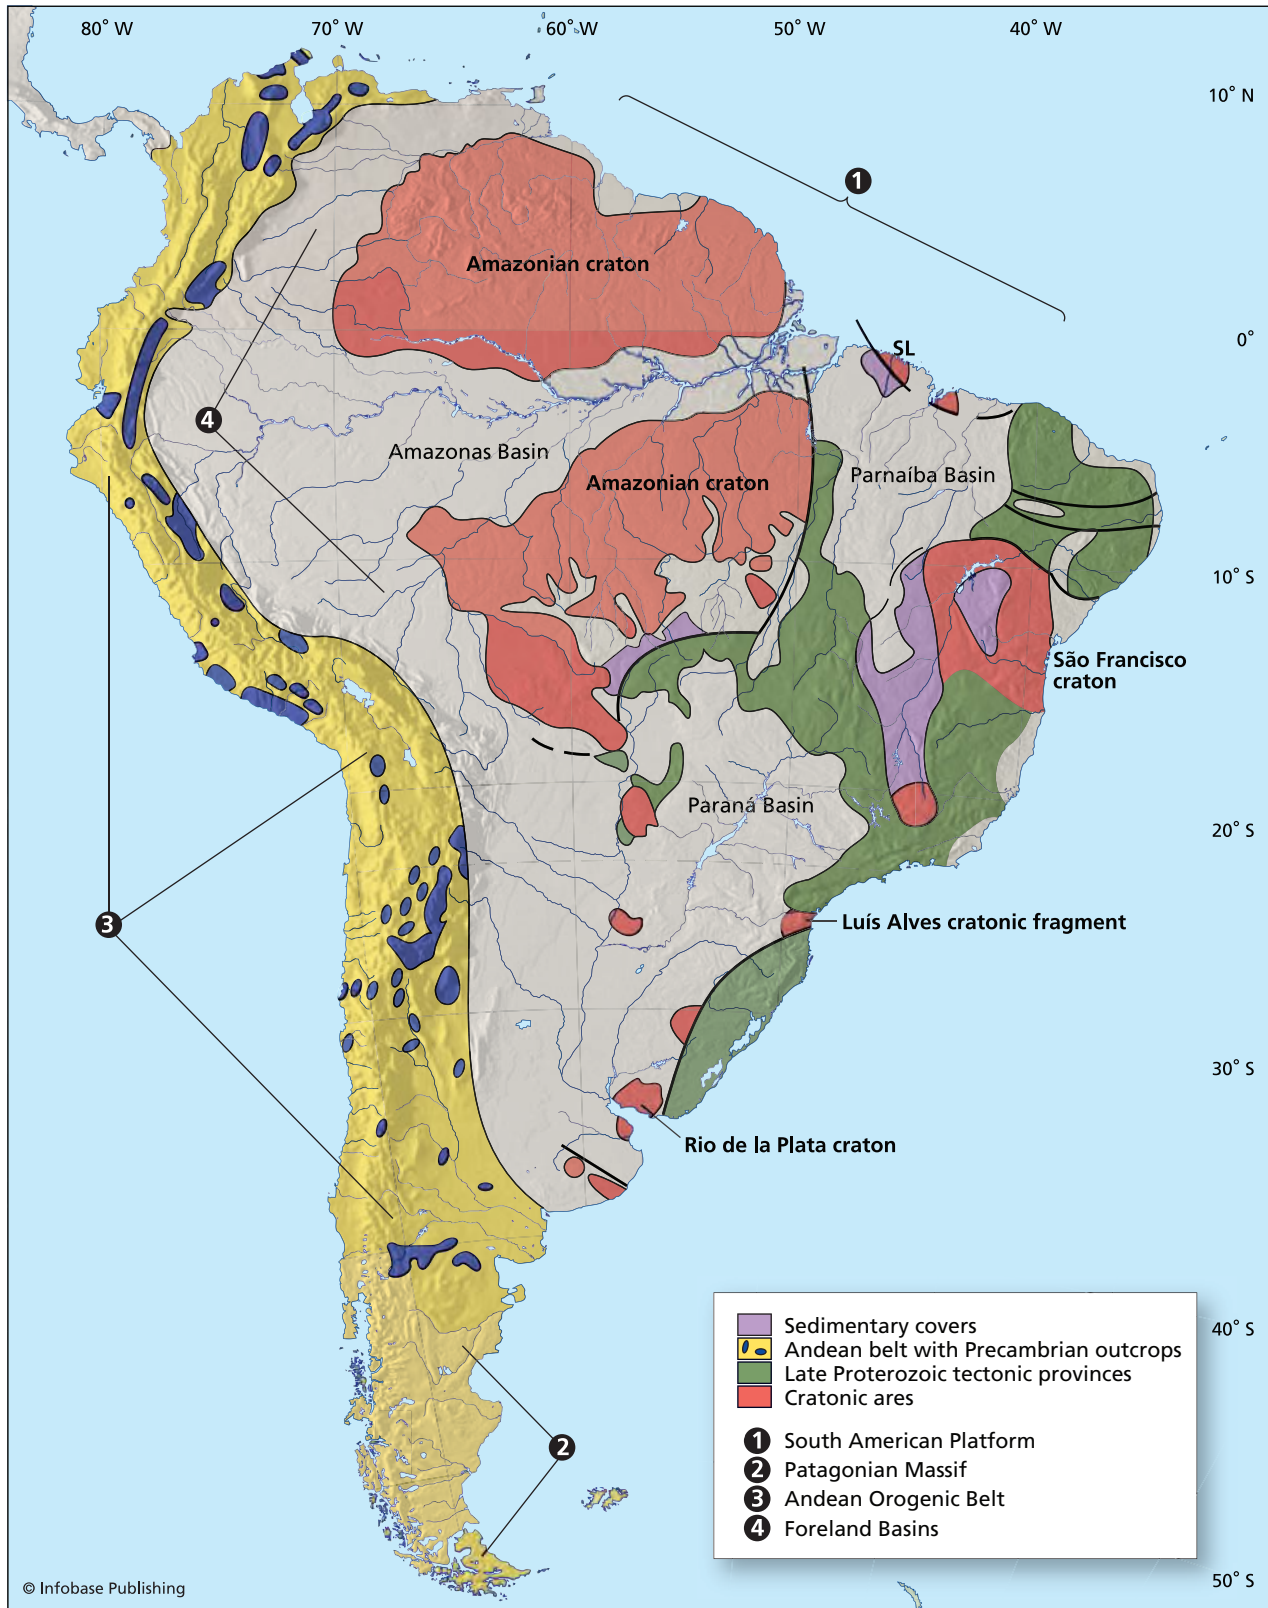 80° W
70° W
60° W
50° W
40° W
10° N
1
Amazonian craton
0°
SL
4
Amazonas Basin
Parnaíba Basin
Amazonian craton
10° S
São Francisco
craton
Paraná Basin
20° S
3
Luís Alves cratonic fragment
30° S
Rio de la Plata craton
Sedimentary covers
40° S
Andean belt with Precambrian outcrops
Late Proterozoic tectonic provinces
Cratonic ares
2
1 South American Platform
2 Patagonian Massif
3 Andean Orogenic Belt
4 Foreland Basins
© Infobase Publishing
50° S